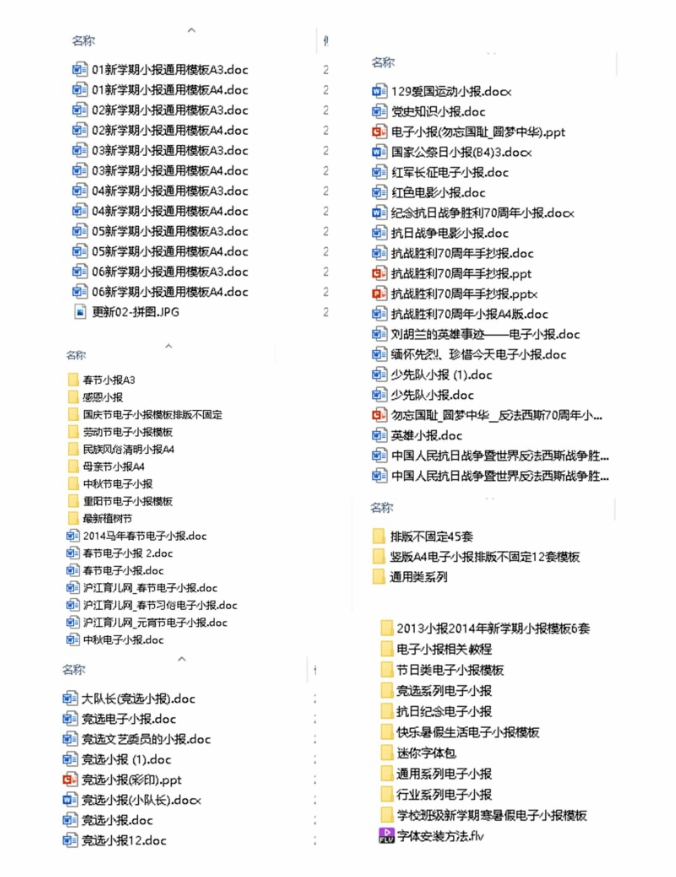 名称
01新学期小报通用模板A3.doc
01新学期小报通用模板A4.doc
02新学期小报通用模板A3.doc
02新学期小报通用模板A4.doc
03新学期小报通用模板A3.doc
03新学期小报通用模板A4.doc
04新学期小报通用模板A3.doc
04新学期小报通用模板A4.doc
05新学期小报通用模板A3.doc
05新学期小报通用模板A4.doc
06新学期小报通用模板A3.doc
06新学期小报通用模板A4.doc
更新02-拼图.JPG
名称
春节小报A3
感恩小报
国庆节电子小报模板排版不固定
劳动节电子小报模板
民族风俗清明小报A4
母亲节小报A4
中秋节电子小报
重阳节电子小报模板
最新植树节
2014马年春节电子小报.doc
春节电子小报 2.doc
春节电子小报.doc
沪江育儿网_春节电子小报.doc
沪江育儿网_春节习俗电子小报.doc
沪江育儿网_元宵节电子小报.doc
中秋电子小报.doc
名称
大队长(竞选小报).doc
竞选电子小报.doc
竞选文艺委员的小报.doc
竞选小报 (1).doc
竞选小报(彩印).ppt
竞选小报(小队长).docx
竞选小报.doc
竞选小报12.doc
名称
129爱国运动小报.docx
党史知识小报.doc
电子小报(勿忘国耻_圆梦中华).ppt
国家公祭日小报(B4)3.docx
红军长征电子小报.doc
红色电影小报.doc
纪念抗日战争胜利70周年小报.docx
抗日战争电影小报.doc
抗战胜利70周年手抄报.doc
抗战胜利70周年手抄报.ppt
抗战胜利70周年手抄报.pptx
抗战胜利70周年小报A4版.doc
刘胡兰的英雄事迹——电子小报.doc
缅怀先烈、珍惜今天电子小报.doc
少先队小报 (1).doc
少先队小报.doc
勿忘国耻_圆梦中华__反法西斯70周年小...
英雄小报.doc
中国人民抗日战争暨世界反法西斯战争胜...
中国人民抗日战争暨世界反法西斯战争胜...
名称
排版不固定45套
竖版A4电子小报排版不固定12套模板
通用类系列
2013小报2014年新学期小报模板6套
电子小报相关教程
节日类电子小报模板
竞选系列电子小报
抗日纪念电子小报
快乐暑假生活电子小报模板
迷你字体包
通用系列电子小报
行业系列电子小报
学校班级新学期寒暑假电子小报模板
字体安装方法.flv